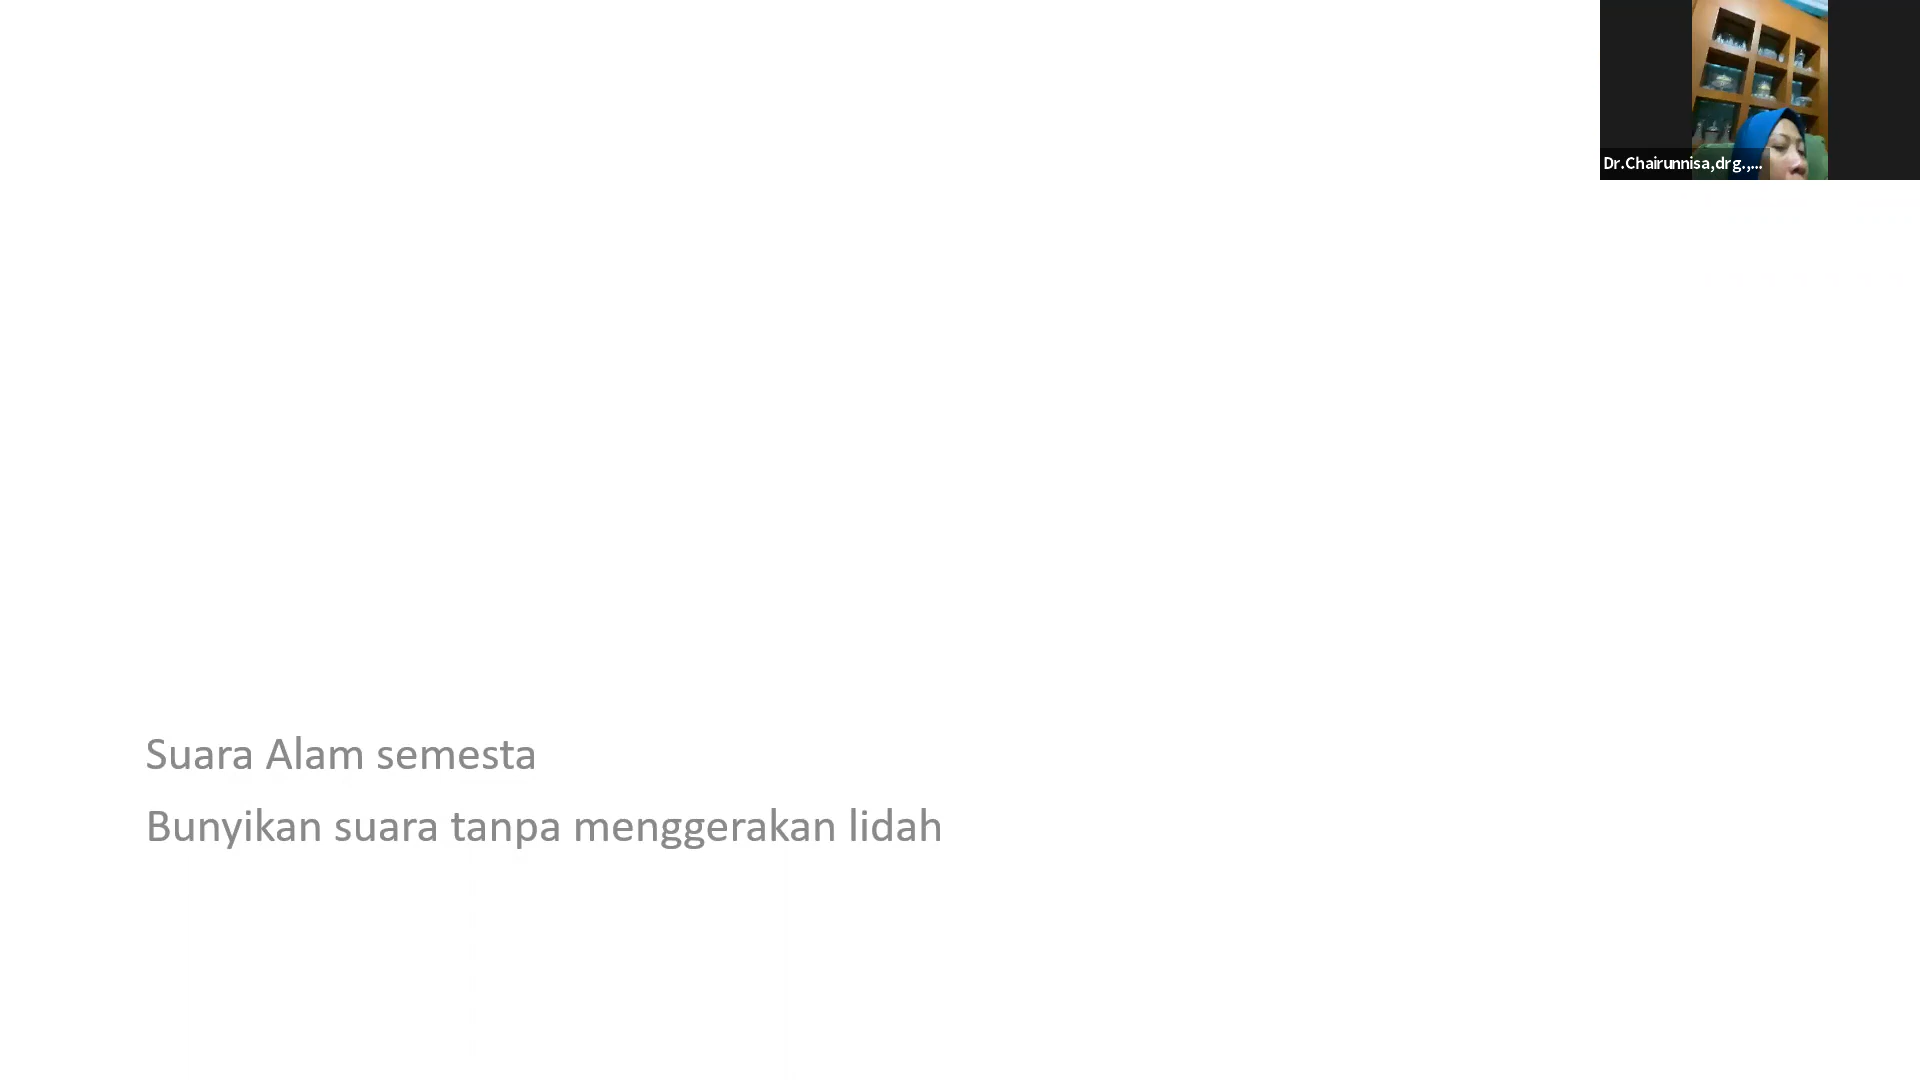 Dr.Chairunnisa,drg.,...
Suara Alam semesta
Bunyikan suara tanpa menggerakan lidah